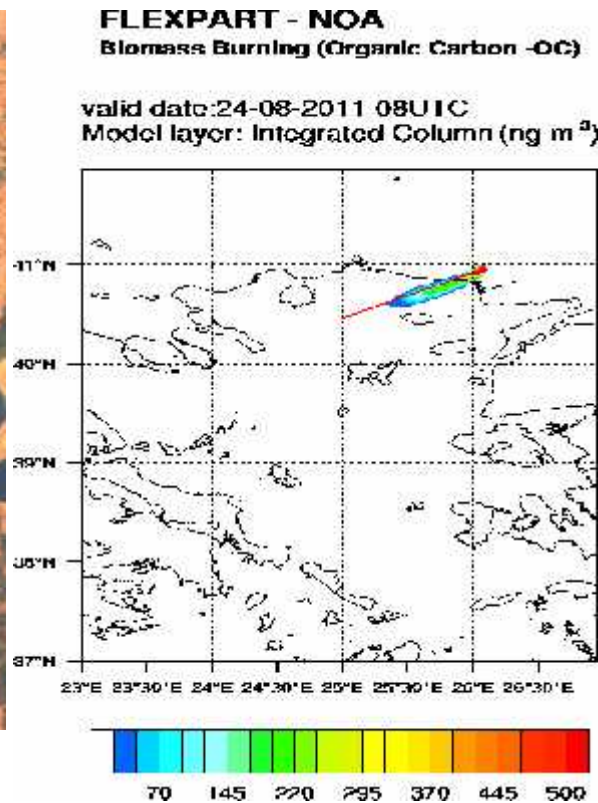 FLEXPART - NOA
Biomass Burning (Organic Carbon -OC)
valid date:24-08-2011 08UTC
Model layer: Integrated Column (ng m⁻³)
41°N
40°N
39°N
38°N
37°N
23°E 23°30'E 24°E 24°30'E 25°E 25°30'E 26°E 26°30'E
70 145 220 295 370 445 500